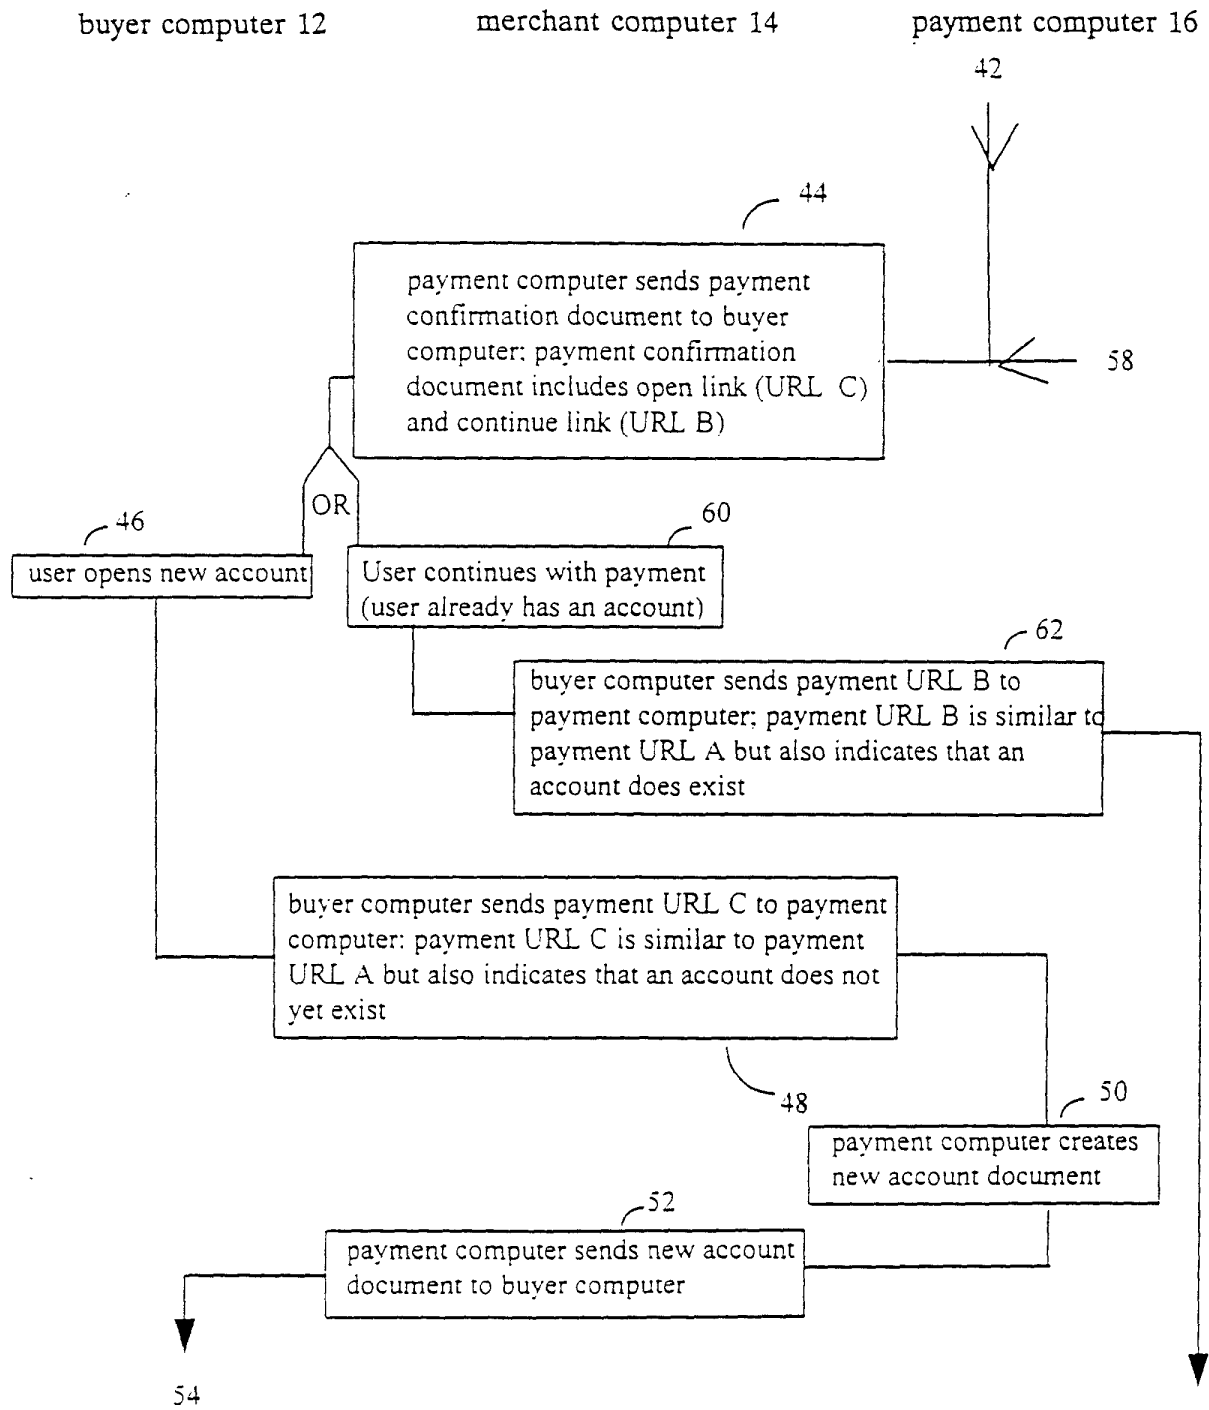 buyer computer 12
merchant computer 14
payment computer 16
42
44
payment computer sends payment
confirmation document to buyer
computer; payment confirmation
document includes open link (URL C)
and continue link (URL B)
58
OR
46
user opens new account
60
User continues with payment
(user already has an account)
62
buyer computer sends payment URL B to
payment computer; payment URL B is similar to
payment URL A but also indicates that an
account does exist
buyer computer sends payment URL C to payment
computer: payment URL C is similar to payment
URL A but also indicates that an account does not
yet exist
48
50
payment computer creates
new account document
52
payment computer sends new account
document to buyer computer
54